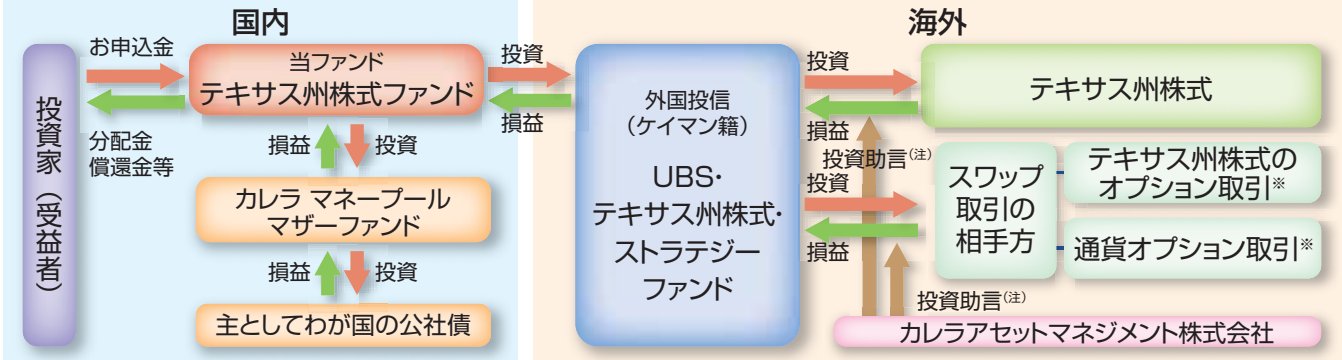 国内
海外
投資家（受益者）
お申込金
分配金
償還金等
当ファンド
テキサス州株式ファンド
損益
投資
カレラ マネープール
マザーファンド
損益
投資
主としてわが国の公社債
投資
損益
外国投信
（ケイマン籍）
UBS・
テキサス州株式・
ストラテジー
ファンド
投資
損益
テキサス州株式
投資助言(注)
投資
損益
スワップ
取引の
相手方
テキサス州株式の
オプション取引※
通貨オプション取引※
投資助言(注)
カレラアセットマネジメント株式会社